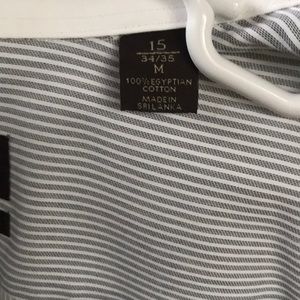 15
34/35
M
100% EGYPTIAN
COTTON
MADE IN
SRI LANKA